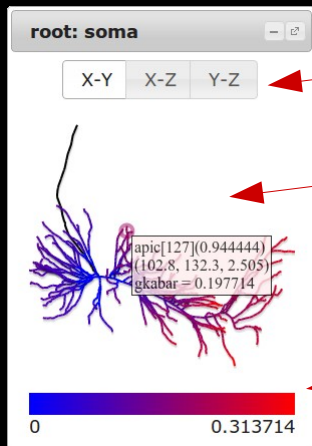 root: soma
X-Y X-Z Y-Z
apic[127](0.944444)
(102.8, 132.3, 2.505)
gkabar = 0.197714
0 0.313714